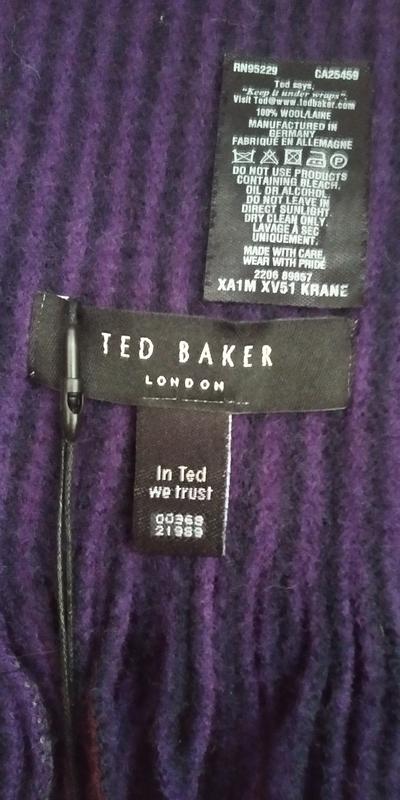 RN95229 CA25459
Ted says,
"Keep it under wraps".
Visit Ted@www.tedbaker.com
100% WOOL/LAINE
MANUFACTURED IN
GERMANY
FABRIQUE EN ALLEMAGNE
P
DO NOT USE PRODUCTS
CONTAINING BLEACH,
OIL OR ALCOHOL.
DO NOT LEAVE IN
DIRECT SUNLIGHT.
DRY CLEAN ONLY.
LAVAGE À SEC
UNIQUEMENT.
MADE WITH CARE
WEAR WITH PRIDE
2206 89857
XA1M XV51 KRANE
TED BAKER
LONDON
In Ted
we trust
00368
21989